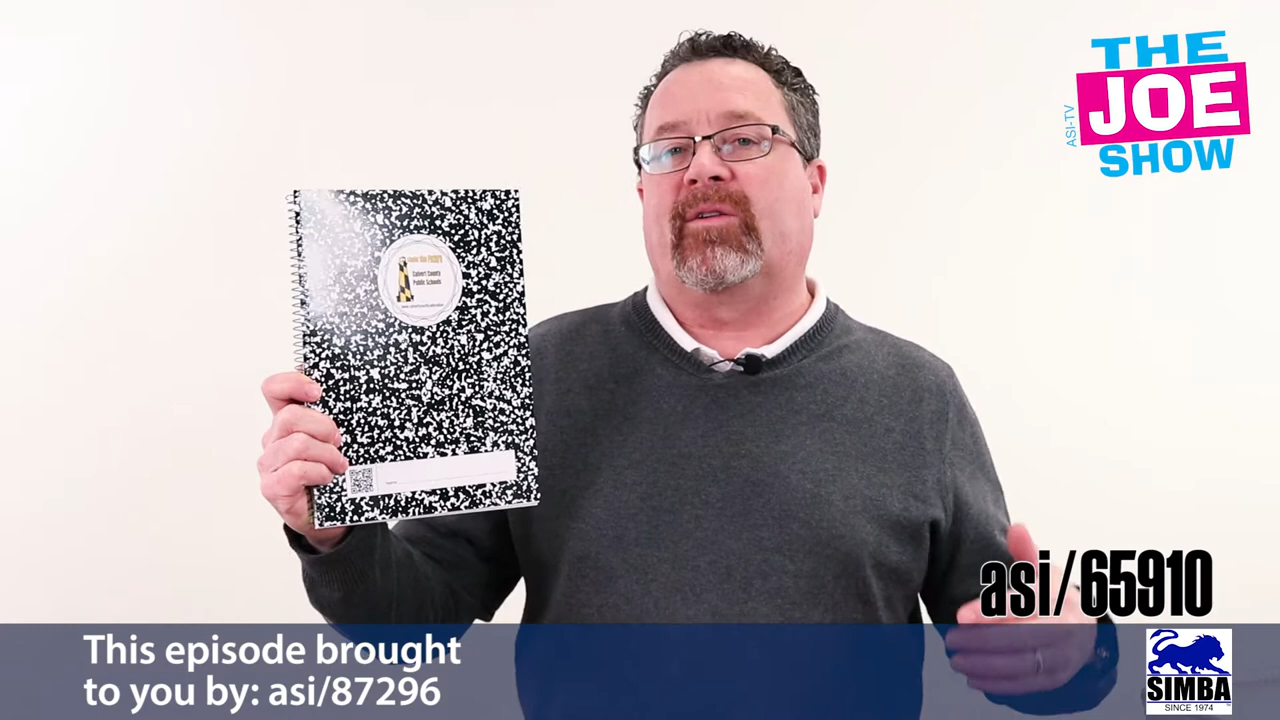 THE
JOE
SHOW
ASI-TV
Calvert County
Public Schools
asi/65910
This episode brought
to you by: asi/87296
SIMBA
SINCE 1974